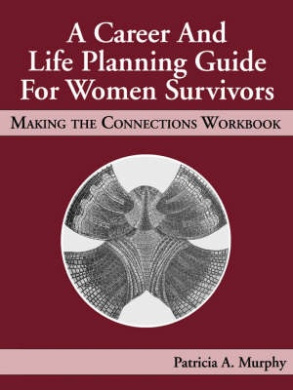 A Career And
Life Planning Guide
For Women Survivors
Making the Connections Workbook
Patricia A. Murphy